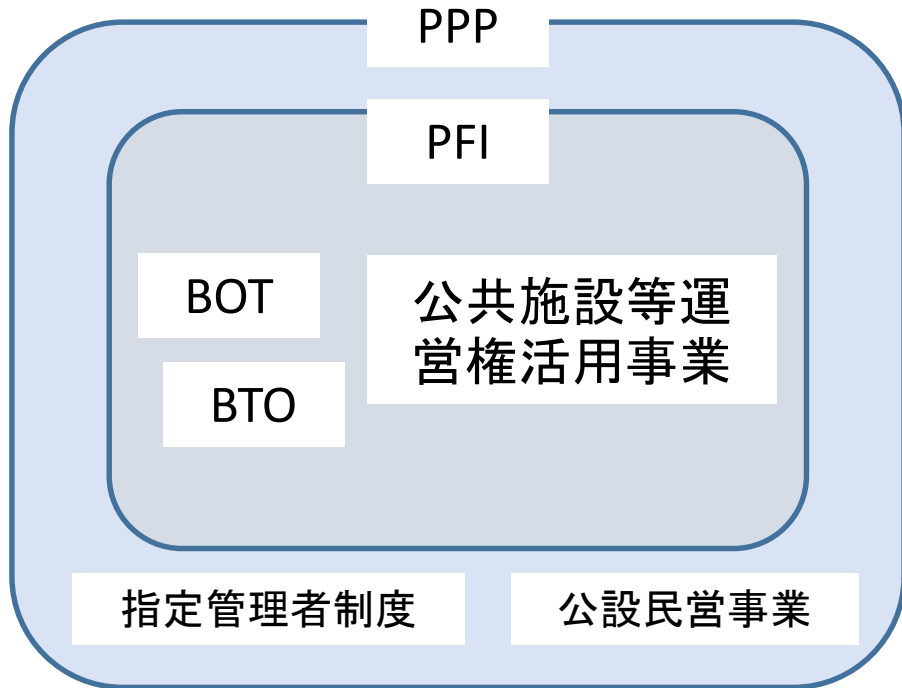 PPP
PFI
BOT
公共施設等運
営権活用事業
BTO
指定管理者制度
公設民営事業